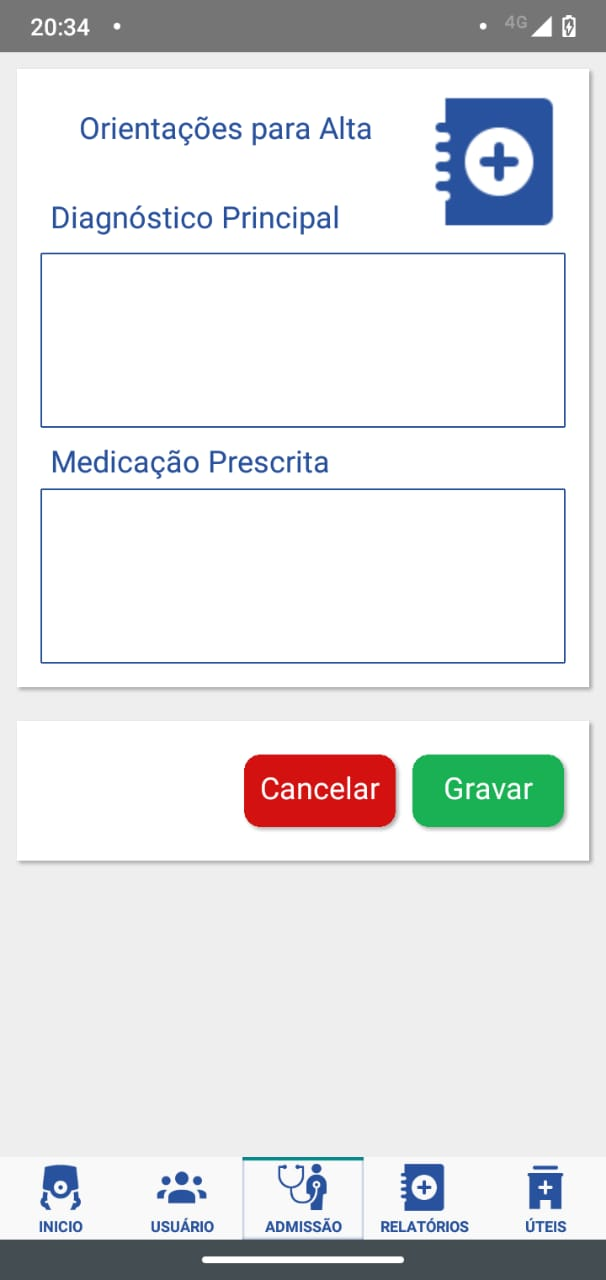 20:34
4G
Orientações para Alta
Diagnóstico Principal
Medicação Prescrita
Cancelar
Gravar
INICIO
USUÁRIO
ADMISSÃO
RELATÓRIOS
ÚTEIS